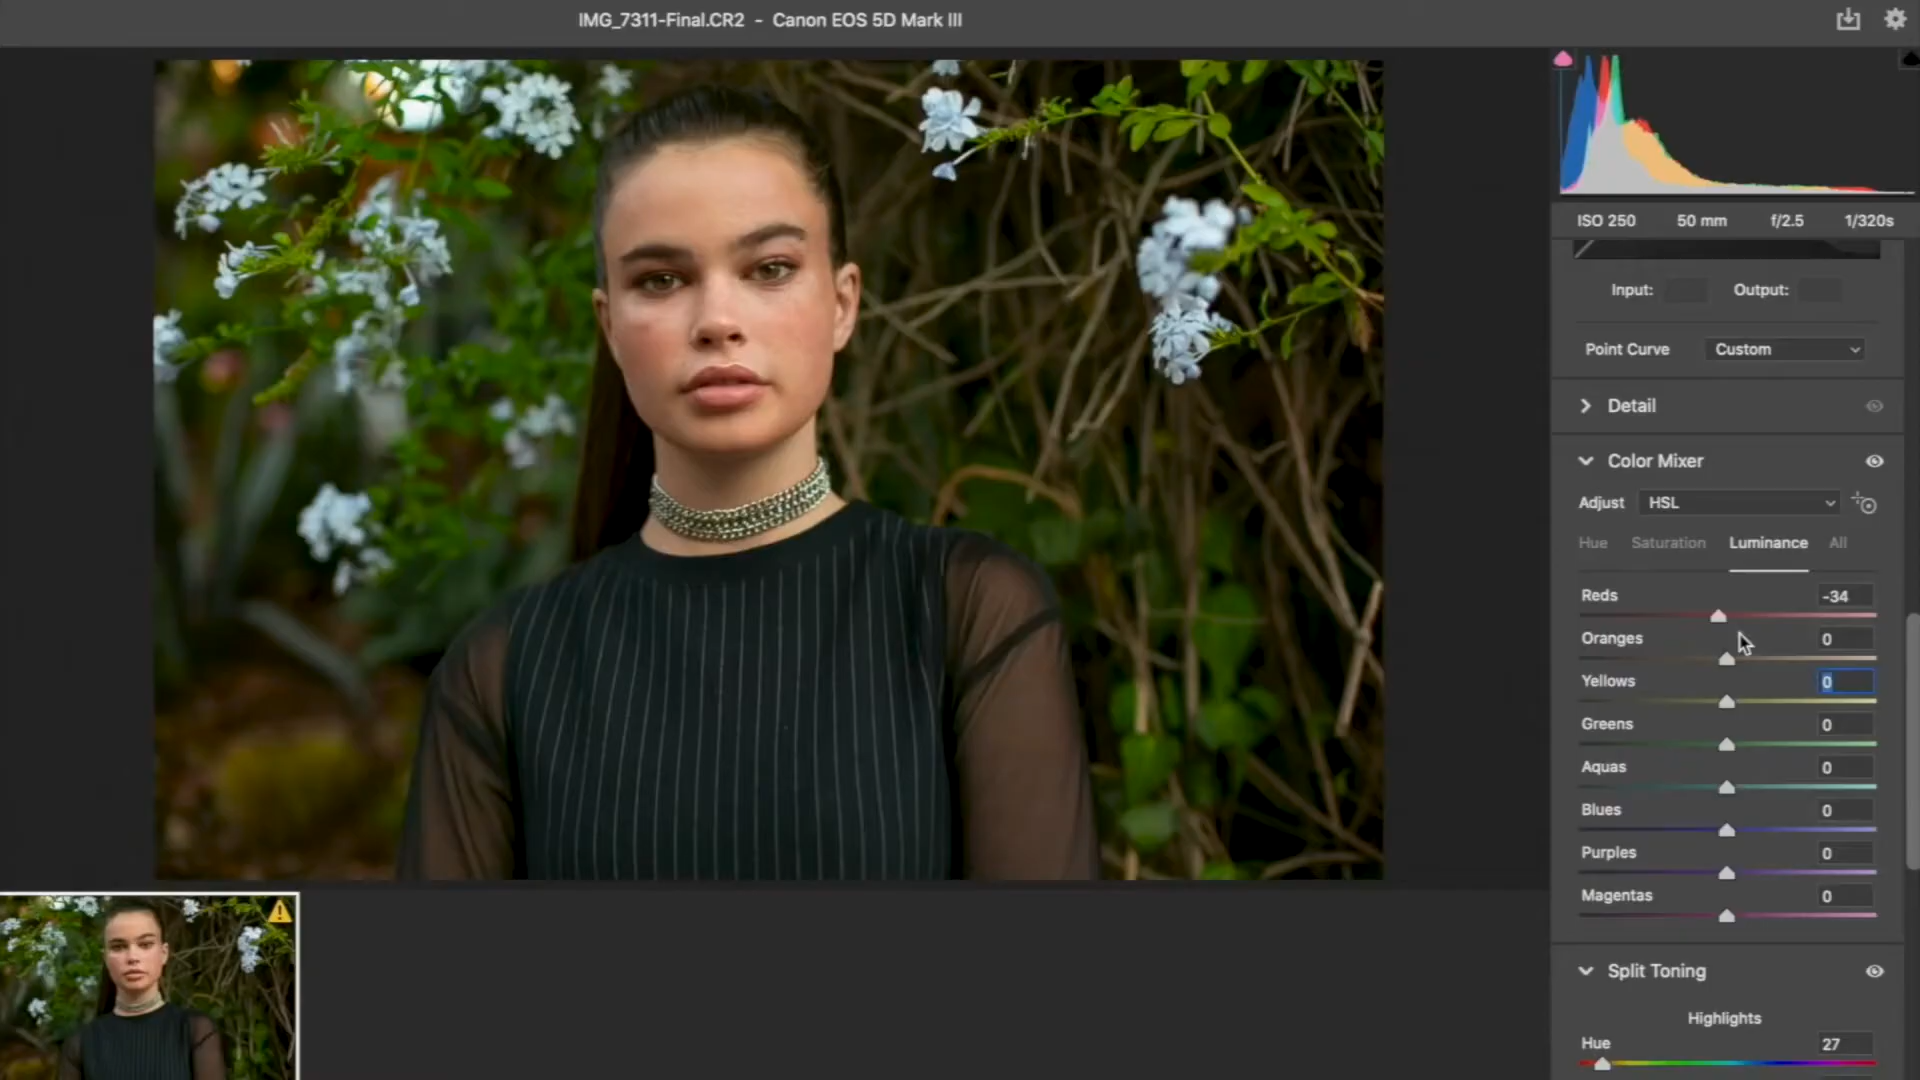 IMG_7311-Final.CR2 - Canon EOS 5D Mark III
ISO 250 50 mm f/2.5 1/320s
Input: Output:
Point Curve Custom
Detail
Color Mixer
Adjust HSL
Hue Saturation Luminance All
Reds -34
Oranges 0
Yellows 0
Greens 0
Aquas 0
Blues 0
Purples 0
Magentas 0
Split Toning
Highlights
Hue 27